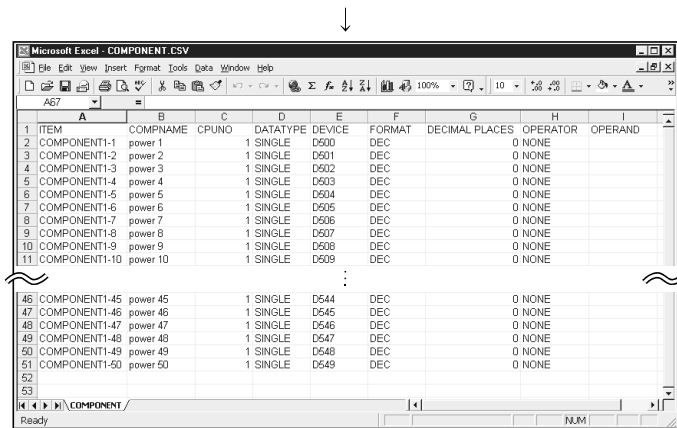 Microsoft Excel - COMPONENT.CSV
File Edit View Insert Format Tools Data Window Help
100% 10
A67 =
A B C D E F G H I
1 ITEM COMPNAME CPUNO DATATYPE DEVICE FORMAT DECIMAL PLACES OPERATOR OPERAND
2 COMPONENT1-1 power 1 1 SINGLE D500 DEC 0 NONE
3 COMPONENT1-2 power 2 1 SINGLE D501 DEC 0 NONE
4 COMPONENT1-3 power 3 1 SINGLE D502 DEC 0 NONE
5 COMPONENT1-4 power 4 1 SINGLE D503 DEC 0 NONE
6 COMPONENT1-5 power 5 1 SINGLE D504 DEC 0 NONE
7 COMPONENT1-6 power 6 1 SINGLE D505 DEC 0 NONE
8 COMPONENT1-7 power 7 1 SINGLE D506 DEC 0 NONE
9 COMPONENT1-8 power 8 1 SINGLE D507 DEC 0 NONE
10 COMPONENT1-9 power 9 1 SINGLE D508 DEC 0 NONE
11 COMPONENT1-10 power 10 1 SINGLE D509 DEC 0 NONE
46 COMPONENT1-45 power 45 1 SINGLE D544 DEC 0 NONE
47 COMPONENT1-46 power 46 1 SINGLE D545 DEC 0 NONE
48 COMPONENT1-47 power 47 1 SINGLE D546 DEC 0 NONE
49 COMPONENT1-48 power 48 1 SINGLE D547 DEC 0 NONE
50 COMPONENT1-49 power 49 1 SINGLE D548 DEC 0 NONE
51 COMPONENT1-50 power 50 1 SINGLE D549 DEC 0 NONE
52
53
COMPONENT
Ready NUM